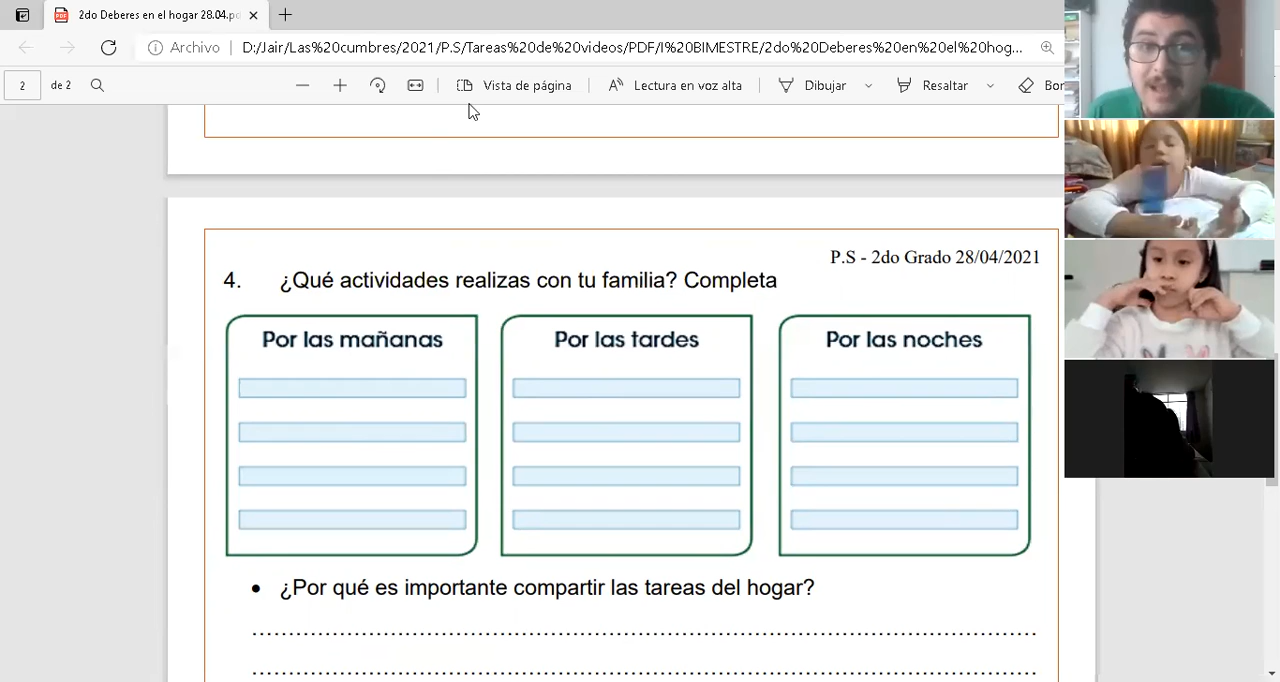 2do Deberes en el hogar 28.04.pd
Archivo
D:/Jair/Las%20cumbres/2021/P.S/Tareas%20de%20videos/PDF/I%20BIMESTRE/2do%20Deberes%20en%20el%20hog...
2 de 2
Vista de página
Lectura en voz alta
Dibujar
Resaltar
Bor
P.S - 2do Grado 28/04/2021
4. ¿Qué actividades realizas con tu familia? Completa
Por las mañanas
Por las tardes
Por las noches
• ¿Por qué es importante compartir las tareas del hogar?